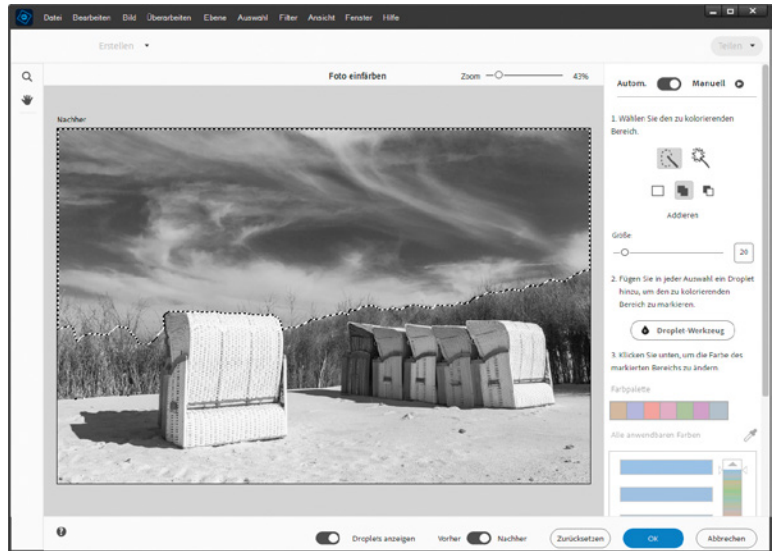 Datei Bearbeiten Bild Überarbeiten Ebene Auswahl Filter Ansicht Fenster Hilfe
Erstellen
Teilen
Foto einfärben
Zoom
43%
Nachher
Autom. Manuell
1. Wählen Sie den zu kolorierenden
Bereich.
Addieren
Größe
20
2. Fügen Sie in jeder Auswahl ein Droplet
hinzu, um den zu kolorierenden
Bereich zu markieren.
Droplet-Werkzeug
3. Klicken Sie unten, um die Farbe des
markierten Bereichs zu ändern
Farbpalette
Alle anwendbaren Farben
Droplets anzeigen Vorher Nachher Zurücksetzen OK Abbrechen